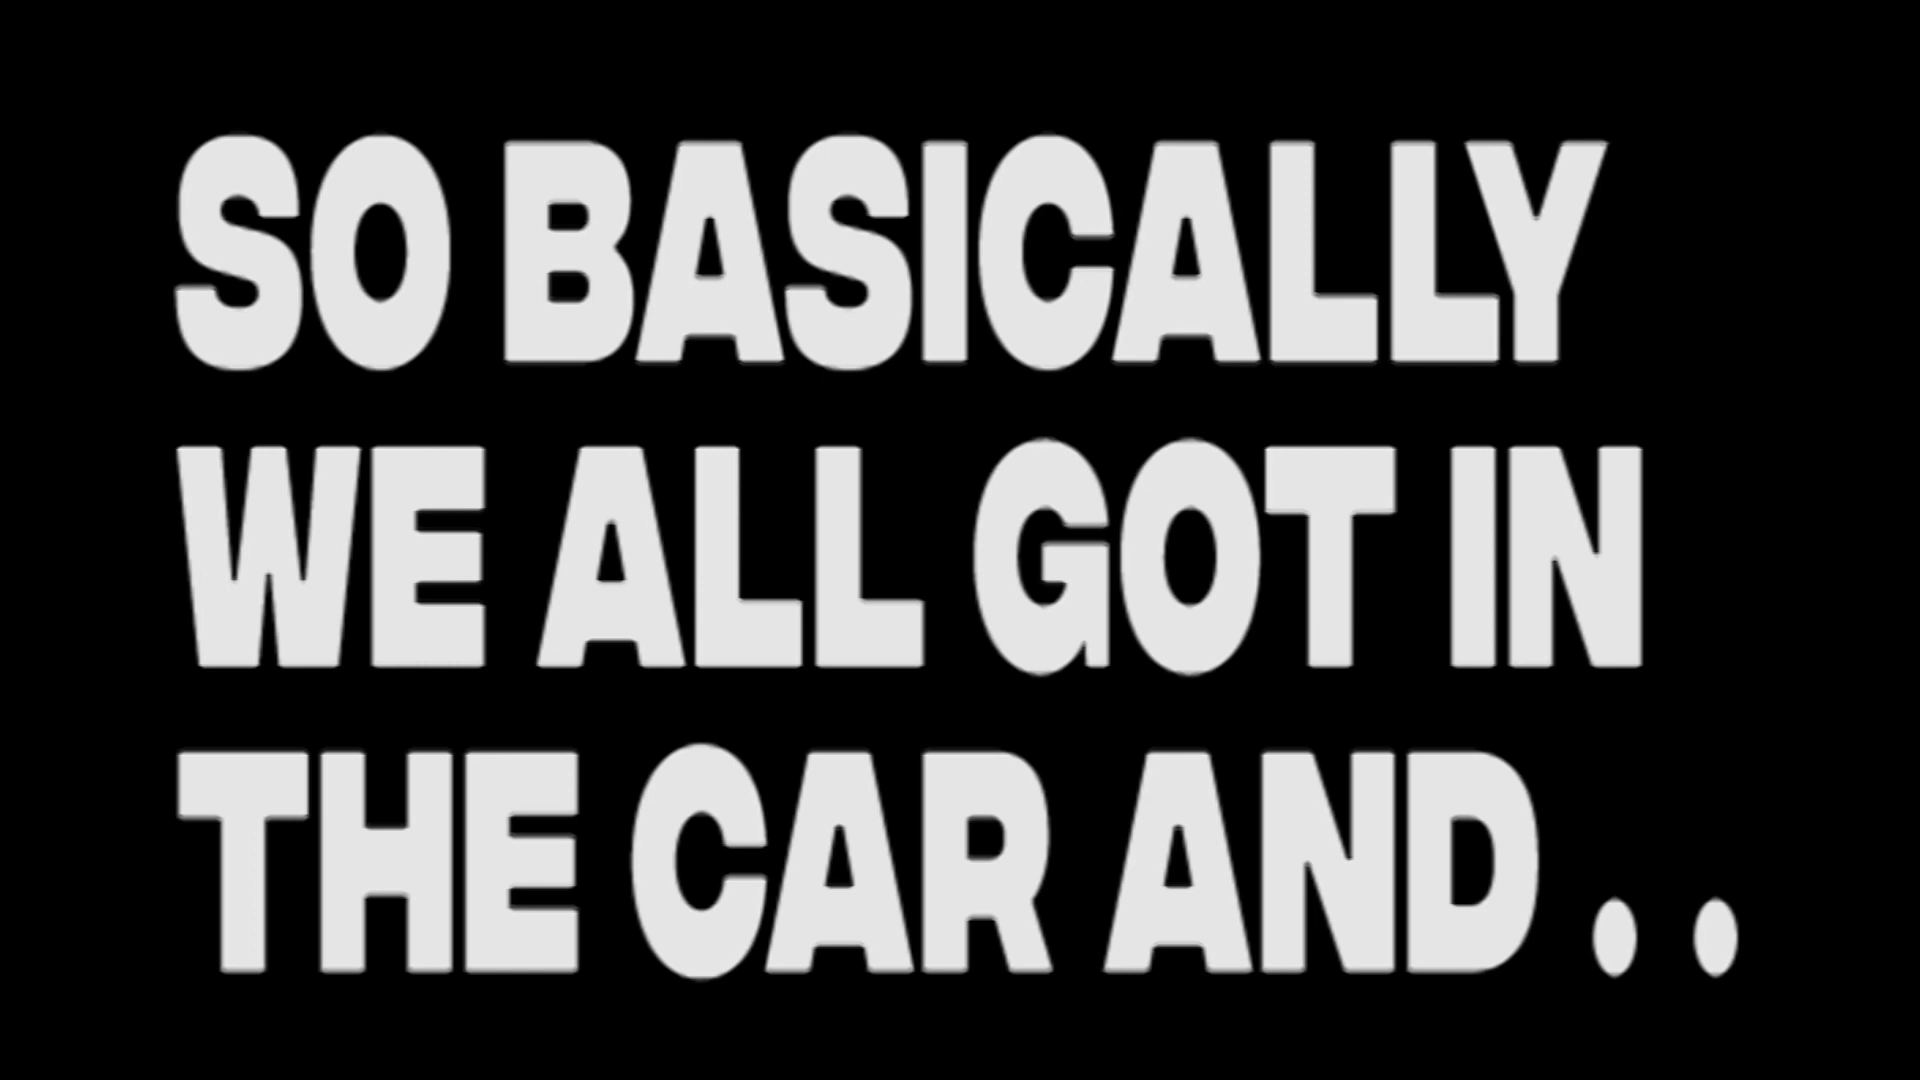 SO BASICALLY
WE ALL GOT IN
THE CAR AND . .